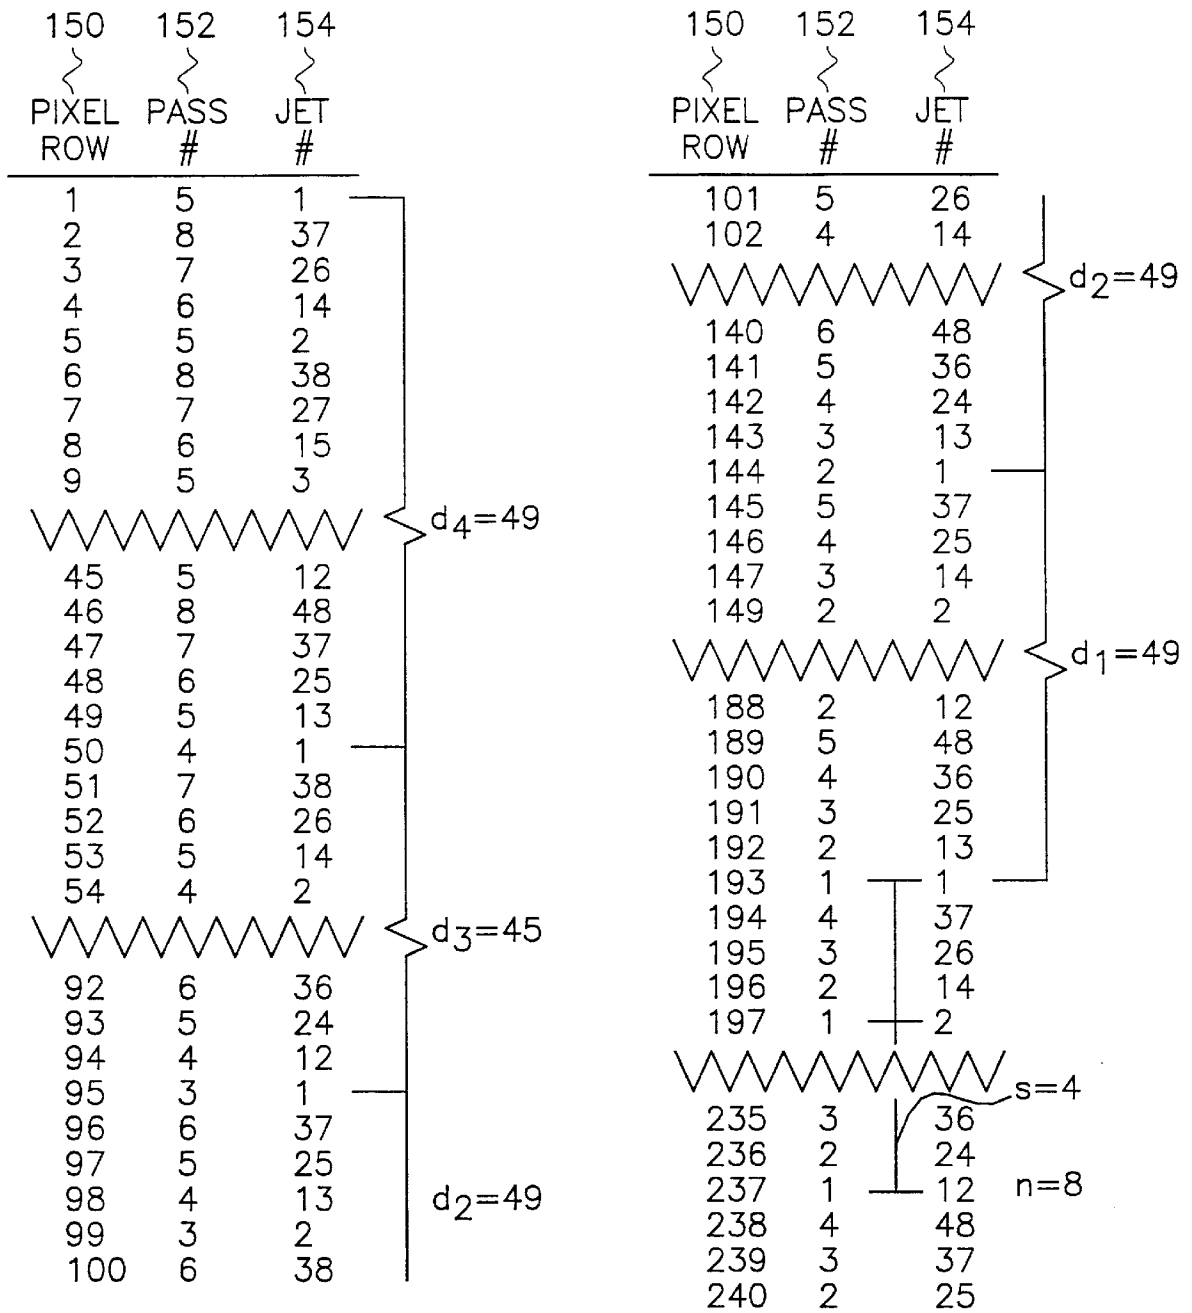 150 152 154
PIXEL PASS JET
ROW # #
1 5 1
2 8 37
3 7 26
4 6 14
5 5 2
6 8 38
7 7 27
8 6 15
9 5 3
d4=49
45 5 12
46 8 48
47 7 37
48 6 25
49 5 13
50 4 1
51 7 38
52 6 26
53 5 14
54 4 2
d3=45
92 6 36
93 5 24
94 4 12
95 3 1
96 6 37
97 5 25
98 4 13
d2=49
99 3 2
100 6 38
150 152 154
PIXEL PASS JET
ROW # #
101 5 26
102 4 14
d2=49
140 6 48
141 5 36
142 4 24
143 3 13
144 2 1
145 5 37
146 4 25
147 3 14
149 2 2
d1=49
188 2 12
189 5 48
190 4 36
191 3 25
192 2 13
193 1 1
194 4 37
195 3 26
196 2 14
197 1 2
s=4
235 3 36
236 2 24
237 1 12 n=8
238 4 48
239 3 37
240 2 25